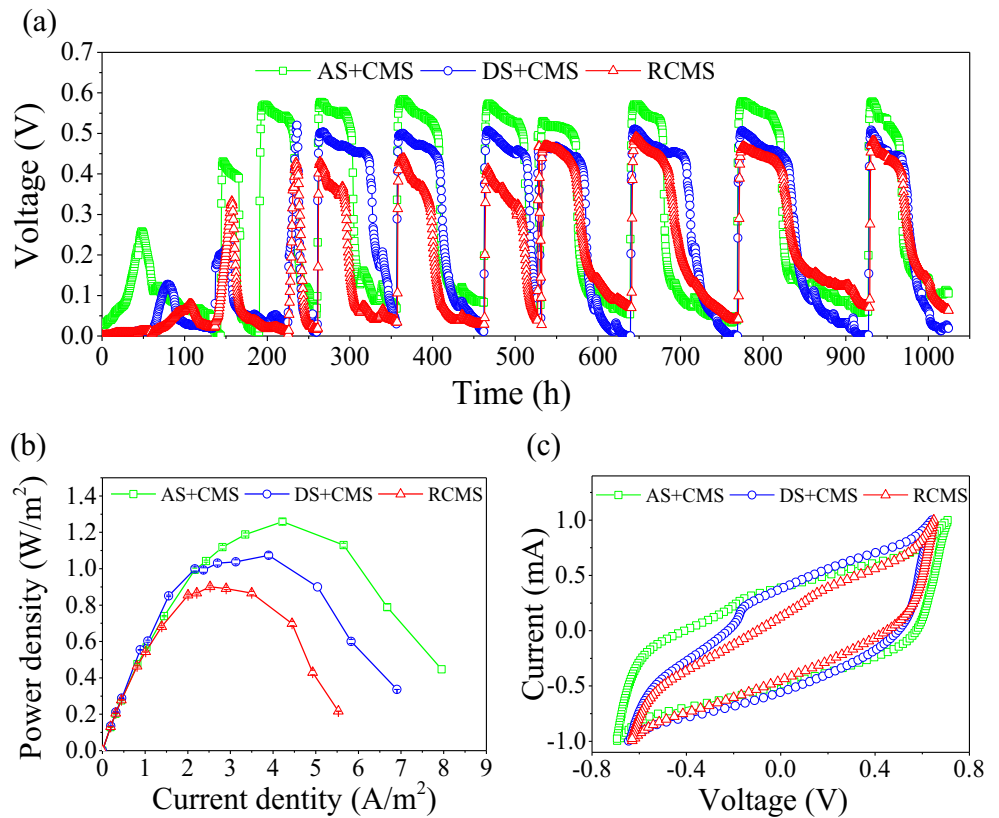 (a)
AS+CMS DS+CMS RCMS
0.7
0.6
0.5
0.4
0.3
0.2
0.1
0.0
Voltage (V)
0 100 200 300 400 500 600 700 800 900 1000
Time (h)
(b)
AS+CMS DS+CMS RCMS
1.4
1.2
1.0
0.8
0.6
0.4
0.2
0.0
Power density (W/m²)
0 1 2 3 4 5 6 7 8 9
Current dentity (A/m²)
(c)
AS+CMS DS+CMS RCMS
1.0
0.5
0.0
-0.5
-1.0
Current (mA)
-0.8 -0.4 0.0 0.4 0.8
Voltage (V)